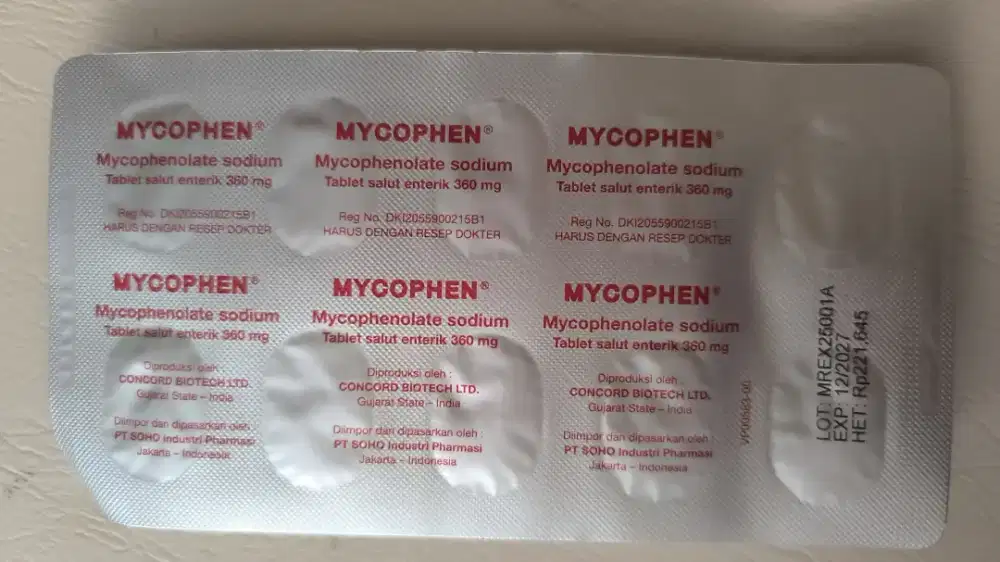 MYCOPHEN®
Mycophenolate sodium
Tablet salut enterik 360 mg
Reg No. DKI2055900215B1
HARUS DENGAN RESEP DOKTER
MYCOPHEN®
Mycophenolate sodium
Tablet salut enterik 360 mg
Reg No. DKI2055900215B1
HARUS DENGAN RESEP DOKTER
MYCOPHEN®
Mycophenolate sodium
Tablet salut enterik 360 mg
Reg No. DKI2055900215B1
HARUS DENGAN RESEP DOKTER
MYCOPHEN®
Mycophenolate sodium
Tablet salut enterik 360 mg
Diproduksi oleh :
CONCORD BIOTECH LTD.
Gujarat State – India
Diimpor dan dipasarkan oleh :
PT SOHO Industri Pharmasi
Jakarta – Indonesia
MYCOPHEN®
Mycophenolate sodium
Tablet salut enterik 360 mg
Diproduksi oleh :
CONCORD BIOTECH LTD.
Gujarat State – India
Diimpor dan dipasarkan oleh :
PT SOHO Industri Pharmasi
Jakarta – Indonesia
MYCOPHEN®
Mycophenolate sodium
Tablet salut enterik 360 mg
Diproduksi oleh :
CONCORD BIOTECH LTD.
Gujarat State – India
Diimpor dan dipasarkan oleh :
PT SOHO Industri Pharmasi
Jakarta – Indonesia
LOT: MREX25001A
EXP: 12/2027
HET: Rp221,645